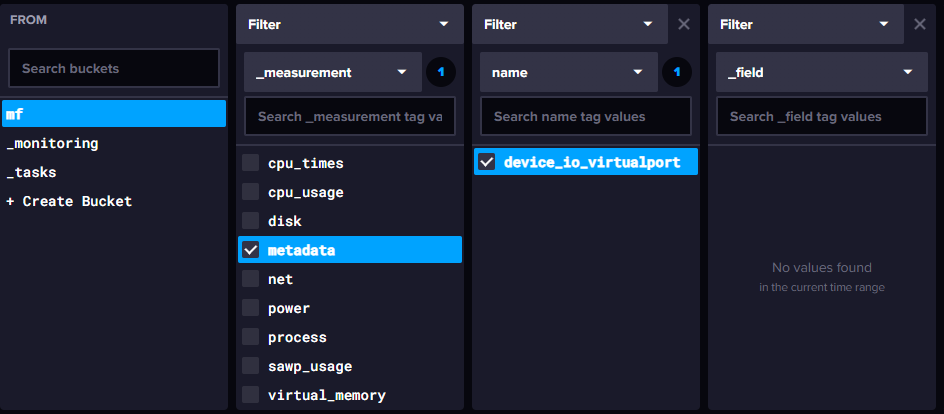 FROM
Search buckets
mf
_monitoring
_tasks
+ Create Bucket
Filter
_measurement
1
Search _measurement tag va
cpu_times
cpu_usage
disk
metadata
net
power
process
sawp_usage
virtual_memory
Filter
name
1
Search name tag values
device_io_virtualport
Filter
_field
Search _field tag values
No values found
in the current time range